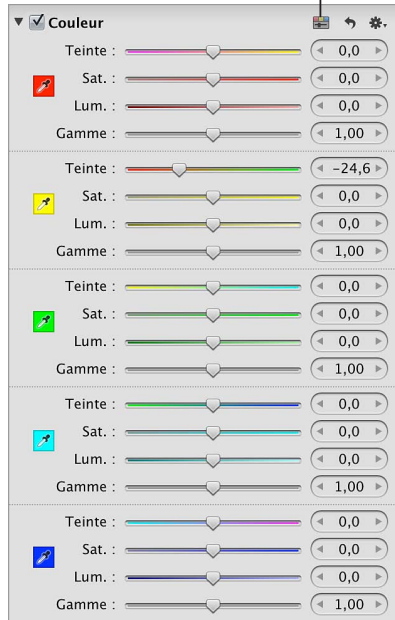 Couleur
Teinte : 0,0
Sat. : 0,0
Lum. : 0,0
Gamme : 1,00
Teinte : -24,6
Sat. : 0,0
Lum. : 0,0
Gamme : 1,00
Teinte : 0,0
Sat. : 0,0
Lum. : 0,0
Gamme : 1,00
Teinte : 0,0
Sat. : 0,0
Lum. : 0,0
Gamme : 1,00
Teinte : 0,0
Sat. : 0,0
Lum. : 0,0
Gamme : 1,00